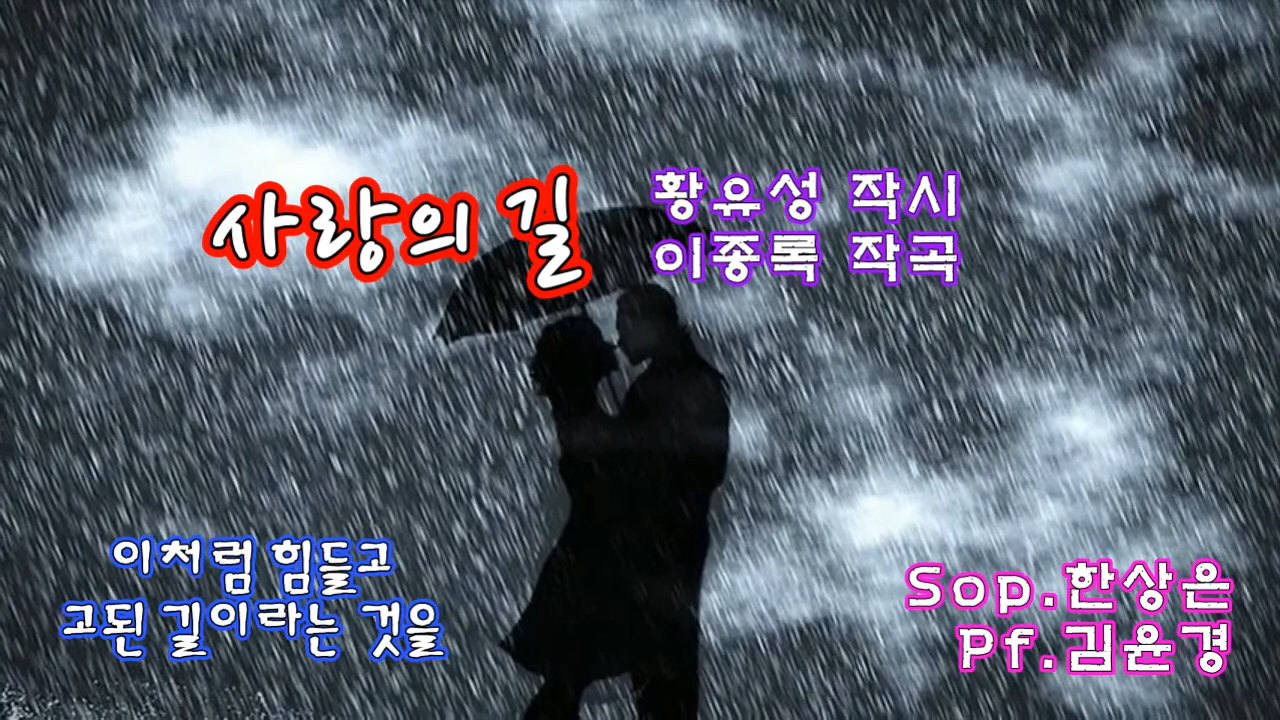 사랑의 길
황유성 작시
이종록 작곡
이처럼 힘들고
고된 길이라는 것을
Sop.한상은
Pf.김윤경